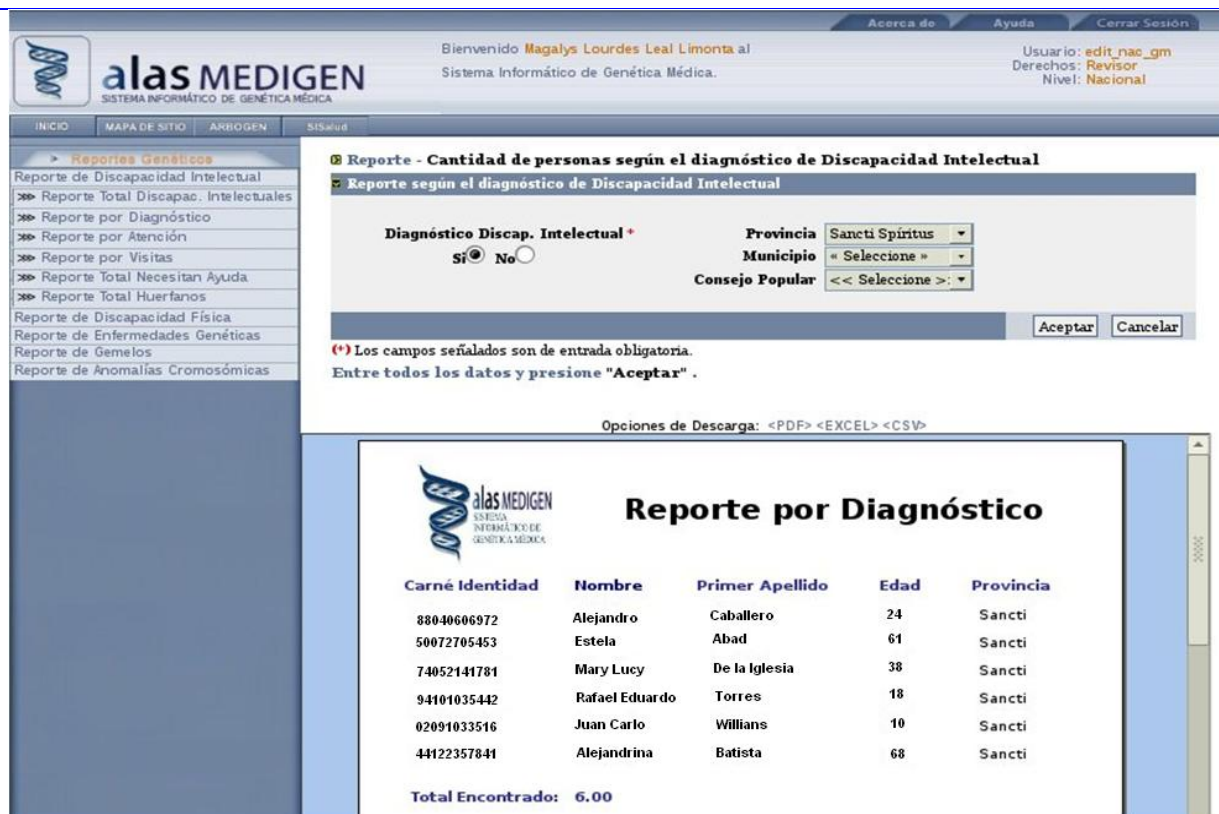 Acerca de Ayuda Cerrar Sesión
alas MEDIGEN
SISTEMA INFORMÁTICO DE GENÉTICA MÉDICA
Bienvenido Magalys Lourdes Leal Limonta al
Sistema Informático de Genética Médica.
Usuario: edit_nac_gm
Derechos: Revisor
Nivel: Nacional
INICIO MAPA DE SITIO ARBOGEN SISalud
Reportes Genéticos
Reporte de Discapacidad Intelectual
Reporte Total Discapac. Intelectuales
Reporte por Diagnóstico
Reporte por Atención
Reporte por Visitas
Reporte Total Necesitan Ayuda
Reporte Total Huerfanos
Reporte de Discapacidad Física
Reporte de Enfermedades Genéticas
Reporte de Gemelos
Reporte de Anomalías Cromosómicas
Reporte - Cantidad de personas según el diagnóstico de Discapacidad Intelectual
Reporte según el diagnóstico de Discapacidad Intelectual
Diagnóstico Discap. Intelectual *
Si No
Provincia Sancti Spíritus
Municipio « Seleccione »
Consejo Popular << Seleccione >:
Aceptar Cancelar
(*) Los campos señalados son de entrada obligatoria.
Entre todos los datos y presione "Aceptar" .
Opciones de Descarga: <PDF> <EXCEL> <CSV>
alas MEDIGEN
SISTEMA
INFORMÁTICO DE
GENÉTICA MÉDICA
Reporte por Diagnóstico
Carné Identidad Nombre Primer Apellido Edad Provincia
88040606972 Alejandro Caballero 24 Sancti
50072705453 Estela Abad 61 Sancti
74052141781 Mary Lucy De la Iglesia 38 Sancti
94101035442 Rafael Eduardo Torres 18 Sancti
02091033516 Juan Carlo Willians 10 Sancti
44122357841 Alejandrina Batista 68 Sancti
Total Encontrado: 6.00